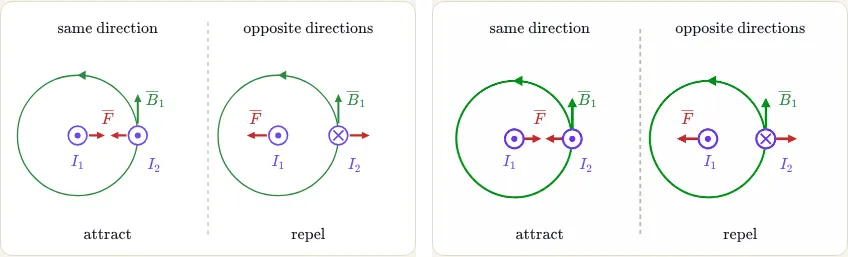 same direction
opposite directions
B̅₁
F̅
I₁
I₂
B̅₁
F̅
I₁
I₂
attract
repel
same direction
opposite directions
B̅₁
F̅
I₁
I₂
B̅₁
F̅
I₁
I₂
attract
repel